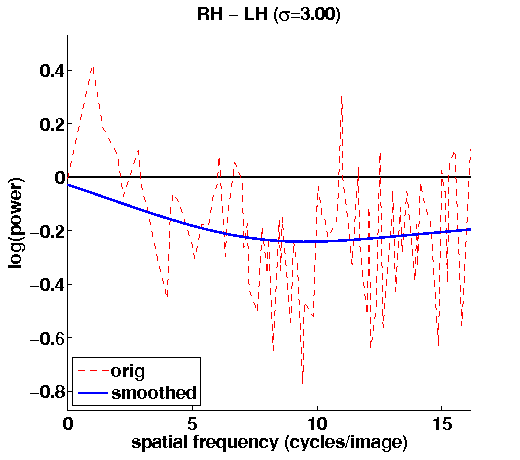 RH − LH (σ=3.00)
log(power)
0.4
0.2
0
−0.2
−0.4
−0.6
−0.8
orig
smoothed
0 5 10 15
spatial frequency (cycles/image)